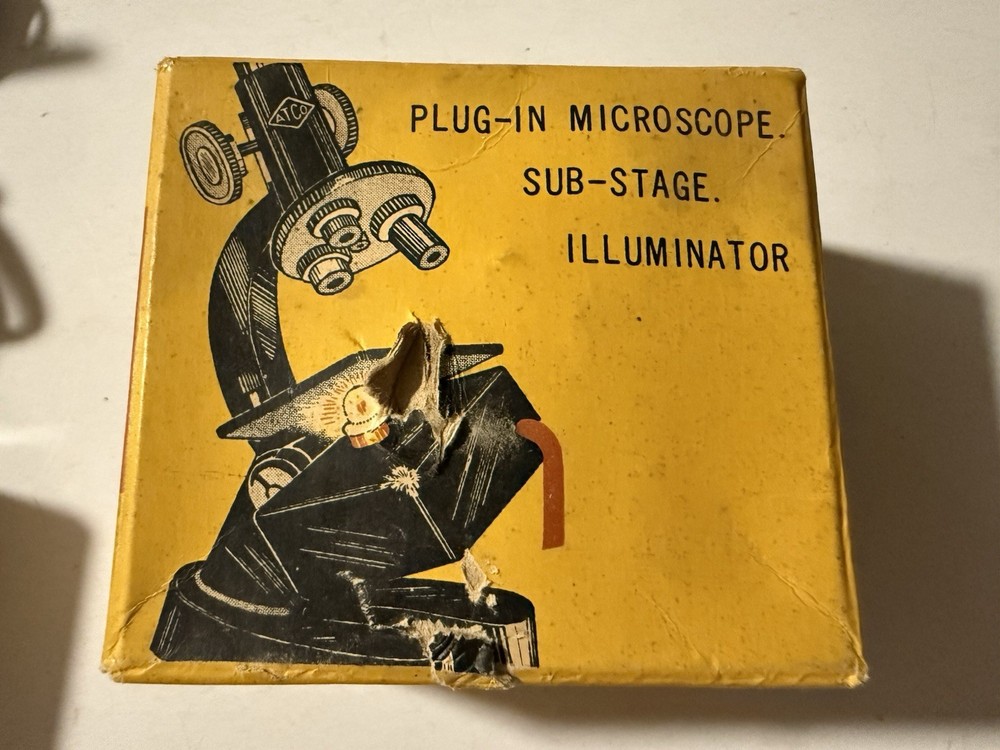 ATCO
PLUG-IN MICROSCOPE.
SUB-STAGE.
ILLUMINATOR